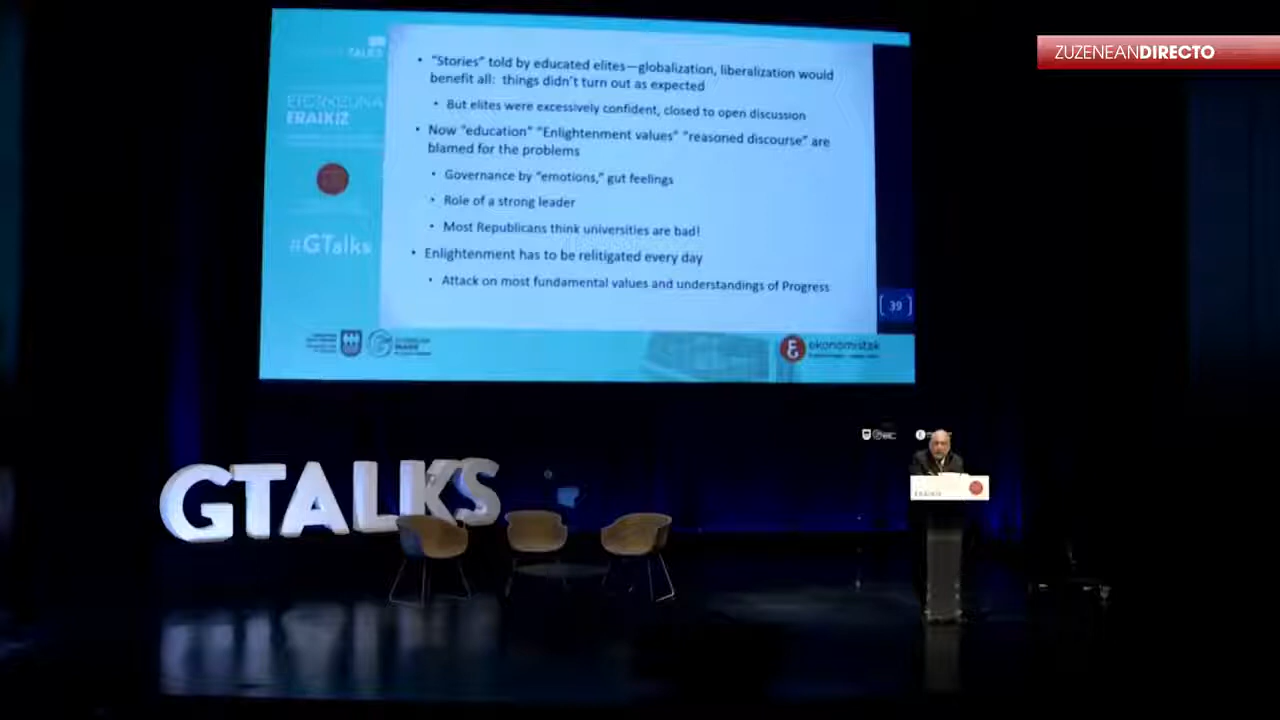 ZUZENEANDIRECTO
TALKS
• "Stories" told by educated elites—globalization, liberalization would
benefit all: things didn't turn out as expected
• But elites were excessively confident, closed to open discussion
• Now "education" "Enlightenment values" "reasoned discourse" are
blamed for the problems
• Governance by "emotions," gut feelings
• Role of a strong leader
• Most Republicans think universities are bad!
• Enlightenment has to be relitigated every day
• Attack on most fundamental values and understandings of Progress
ETORKIZUNA
ERAIKIZ
#GTalks
39
ekonomistak
GTALKS
ERAIKIZ